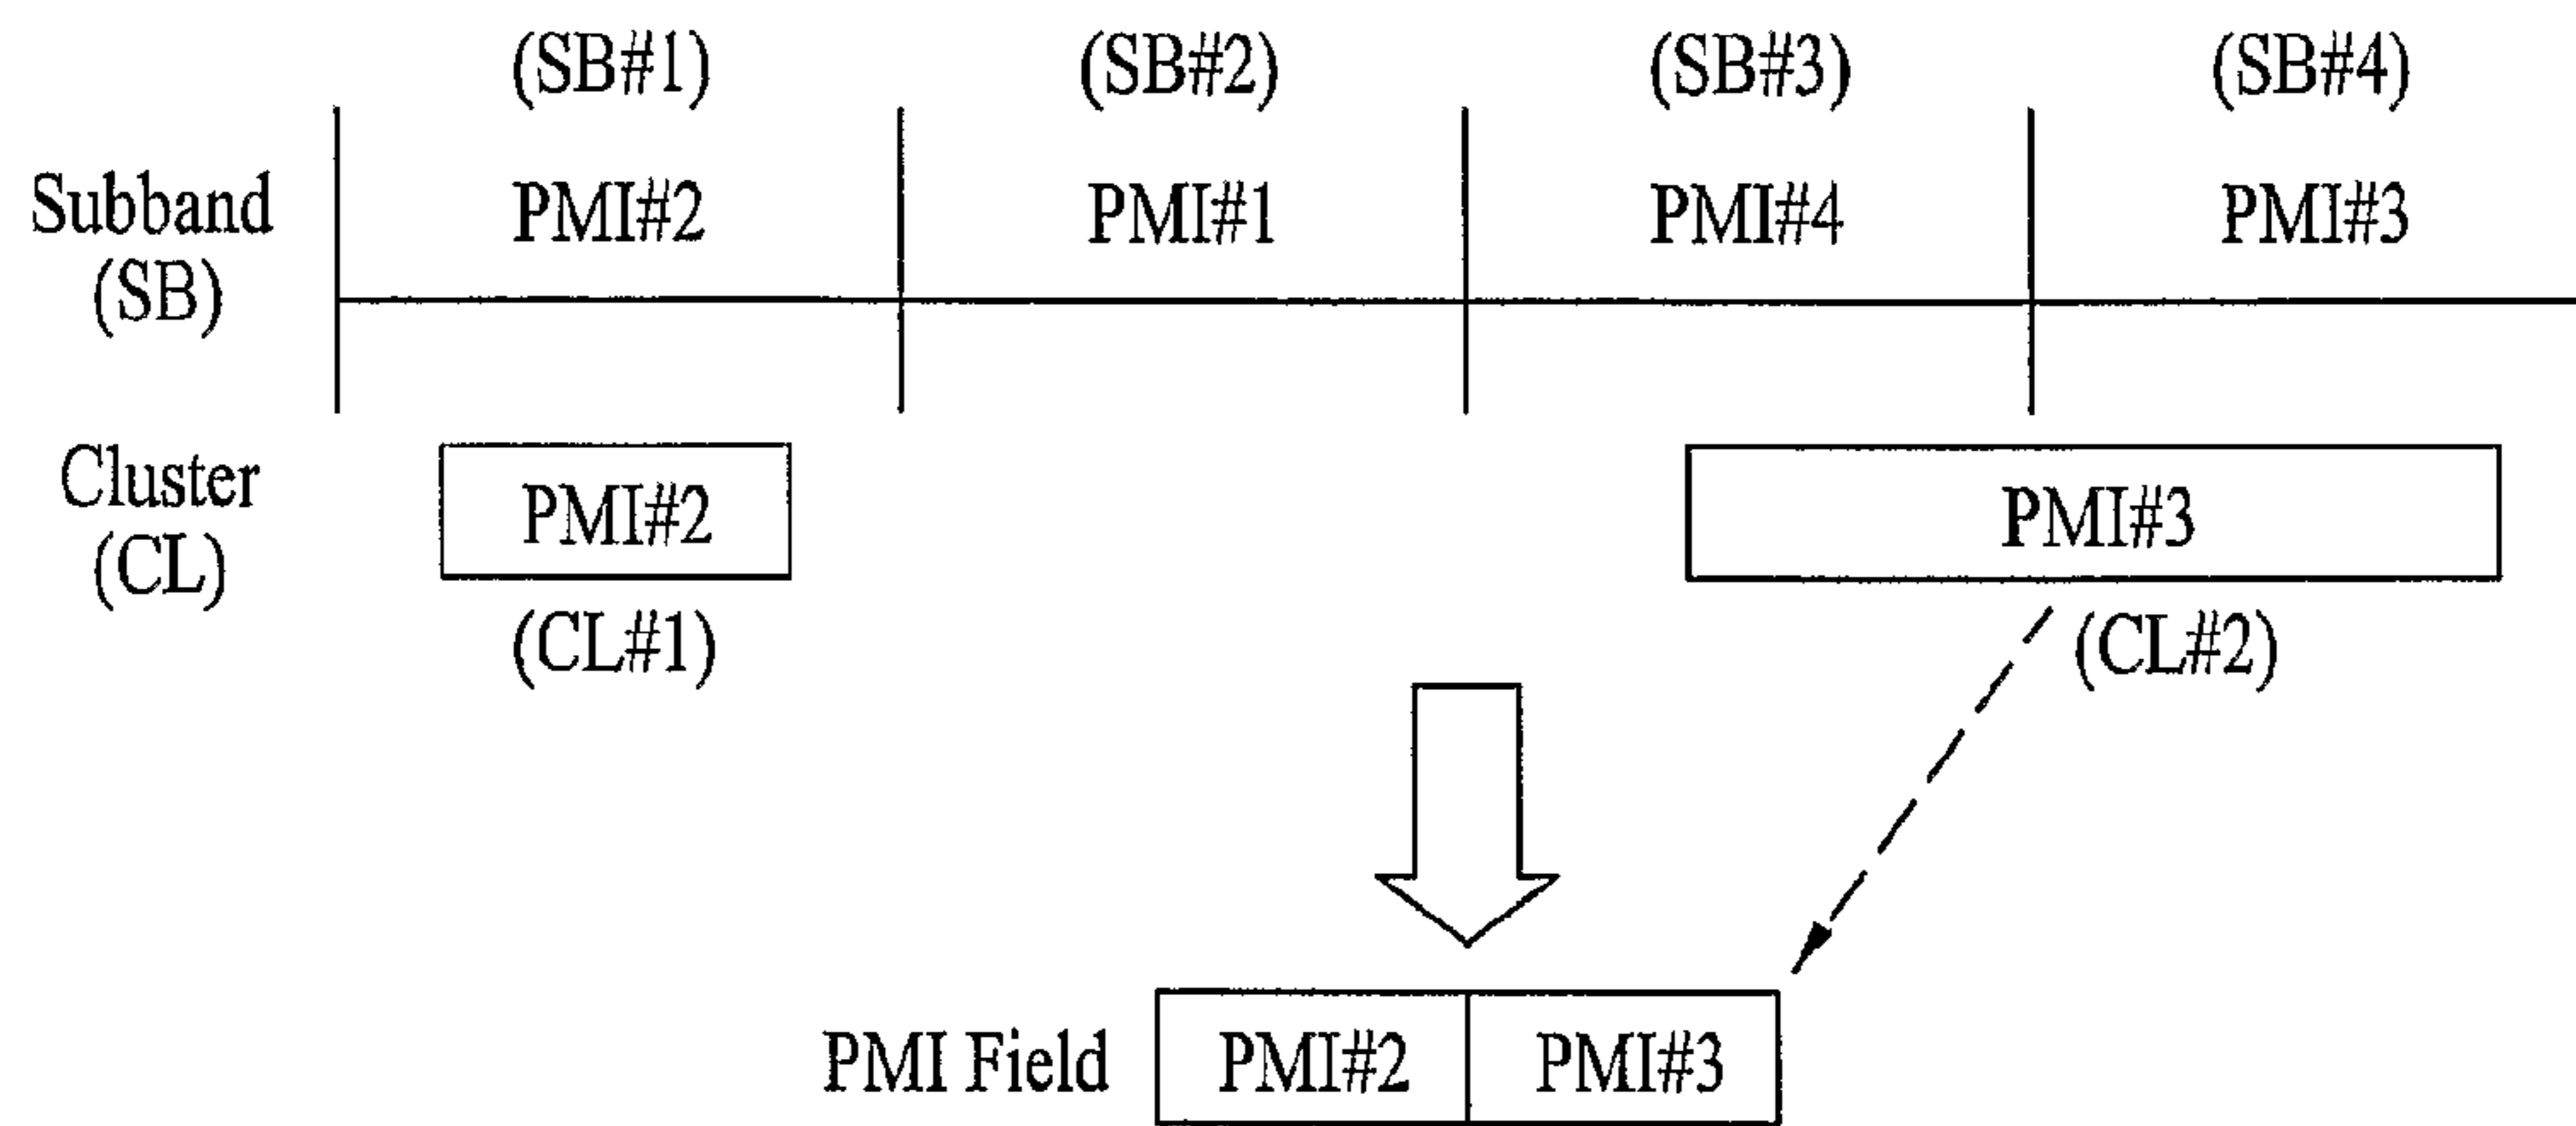 (SB#1) (SB#2) (SB#3) (SB#4)
Subband
(SB)
PMI#2 PMI#1 PMI#4 PMI#3
Cluster
(CL)
PMI#2 PMI#3
(CL#1) (CL#2)
PMI Field PMI#2 PMI#3